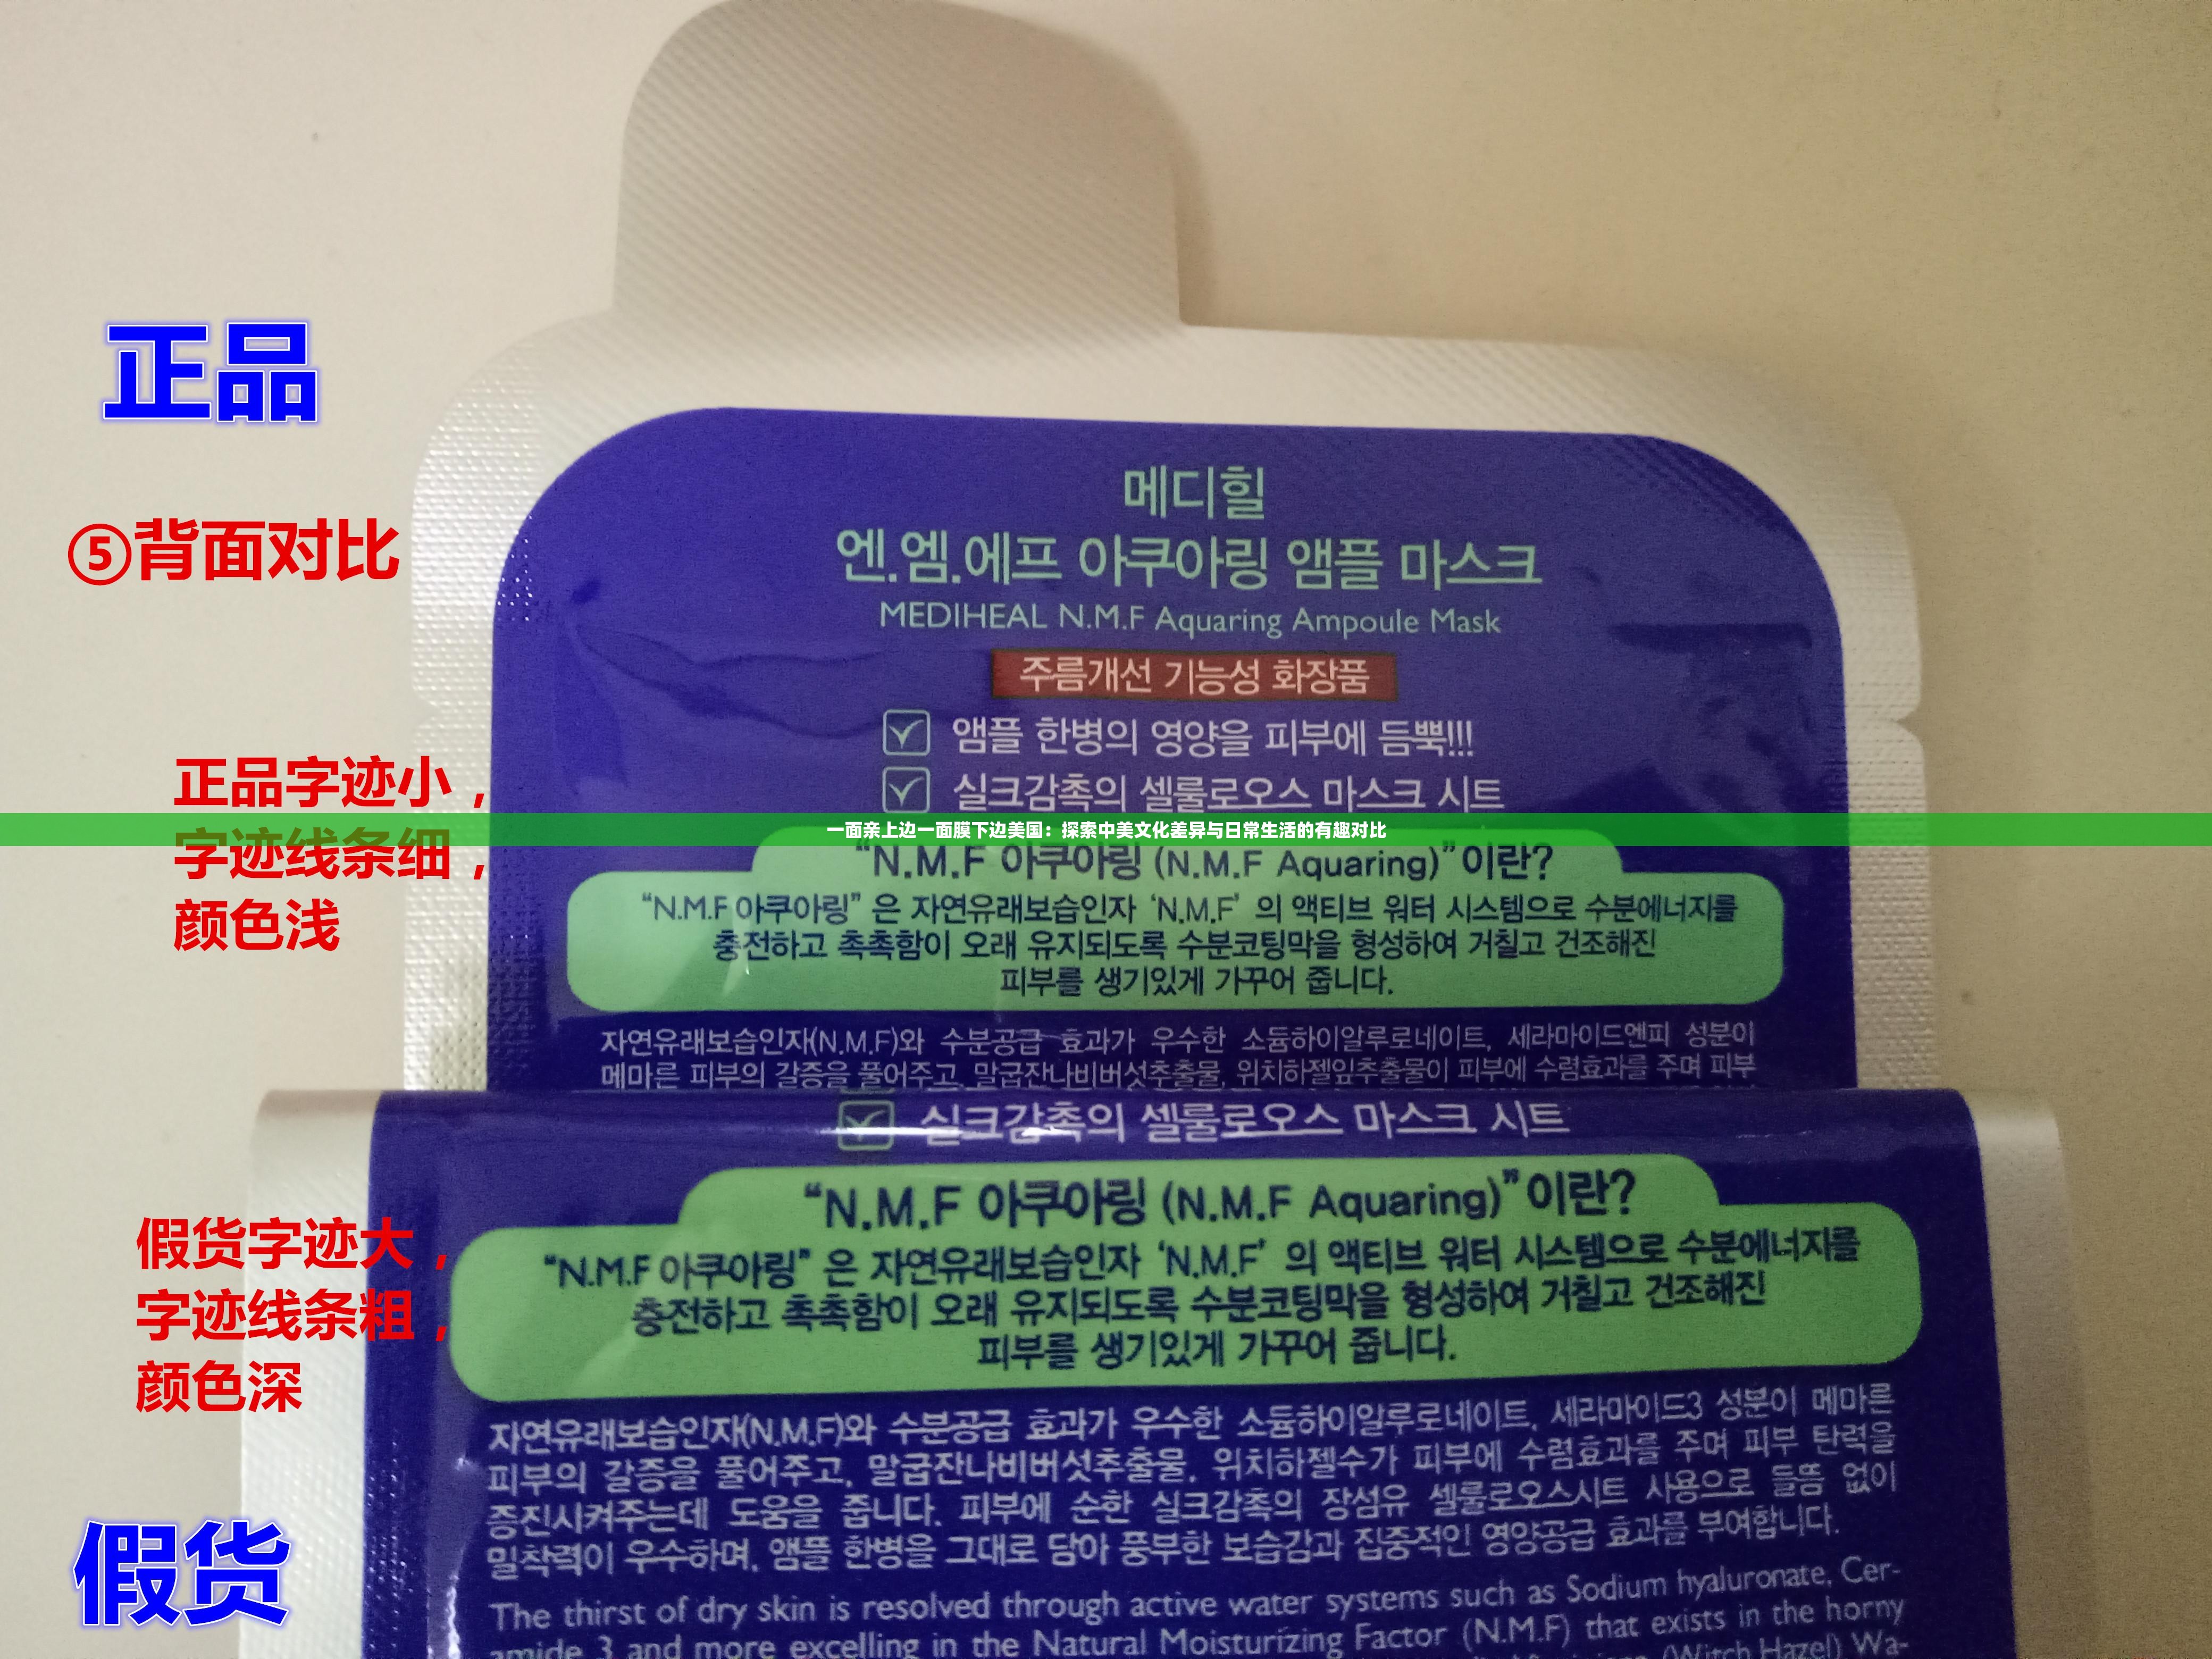 正品
⑤背面对比
메디힐
엔.엠.에프 아쿠아링 앰플 마스크
MEDIHEAL N.M.F Aquaring Ampoule Mask
주름개선 기능성 화장품
앰플 한병의 영양을 피부에 듬뿍!!!
실크감촉의 셀룰로오스 마스크 시트
正品字迹小，
字迹线条细，
颜色浅
一面亲上边一面膜下边美国：探索中美文化差异与日常生活的有趣对比
“N.M.F 아쿠아링 (N.M.F Aquaring)”이란?
“N.M.F 아쿠아링” 은 자연유래보습인자 ‘N.M.F’ 의 액티브 워터 시스템으로 수분에너지를
충전하고 촉촉함이 오래 유지되도록 수분코팅막을 형성하여 거칠고 건조해진
피부를 생기있게 가꾸어 줍니다.
자연유래보습인자(N.M.F)와 수분공급 효과가 우수한 소듐하이알루로네이트, 세라마이드엔피 성분이
메마른 피부의 갈증을 풀어주고, 말굽잔나비버섯추출물, 위치하젤잎추출물이 피부에 수렴효과를 주며 피부
실크감촉의 셀룰로오스 마스크 시트
“N.M.F 아쿠아링 (N.M.F Aquaring)”이란?
“N.M.F 아쿠아링” 은 자연유래보습인자 ‘N.M.F’ 의 액티브 워터 시스템으로 수분에너지를
충전하고 촉촉함이 오래 유지되도록 수분코팅막을 형성하여 거칠고 건조해진
피부를 생기있게 가꾸어 줍니다.
假货字迹大，
字迹线条粗，
颜色深
자연유래보습인자(N.M.F)와 수분공급 효과가 우수한 소듐하이알루로네이트, 세라마이드3 성분이 메마른
피부의 갈증을 풀어주고, 말굽잔나비버섯추출물, 위치하젤수가 피부에 수렴효과를 주며 피부 탄력을
증진시켜주는데 도움을 줍니다. 피부에 순한 실크감촉의 장섬유 셀룰로오스시트 사용으로 들뜸 없이
밀착력이 우수하며, 앰플 한병을 그대로 담아 풍부한 보습감과 집중적인 영양공급 효과를 부여합니다.
The thirst of dry skin is resolved through active water systems such as Sodium hyaluronate, Cer-
amide 3 and more excelling in the Natural Moisturizing Factor (N.M.F) that exists in the horny
(Witch Hazel) Wa-
假货